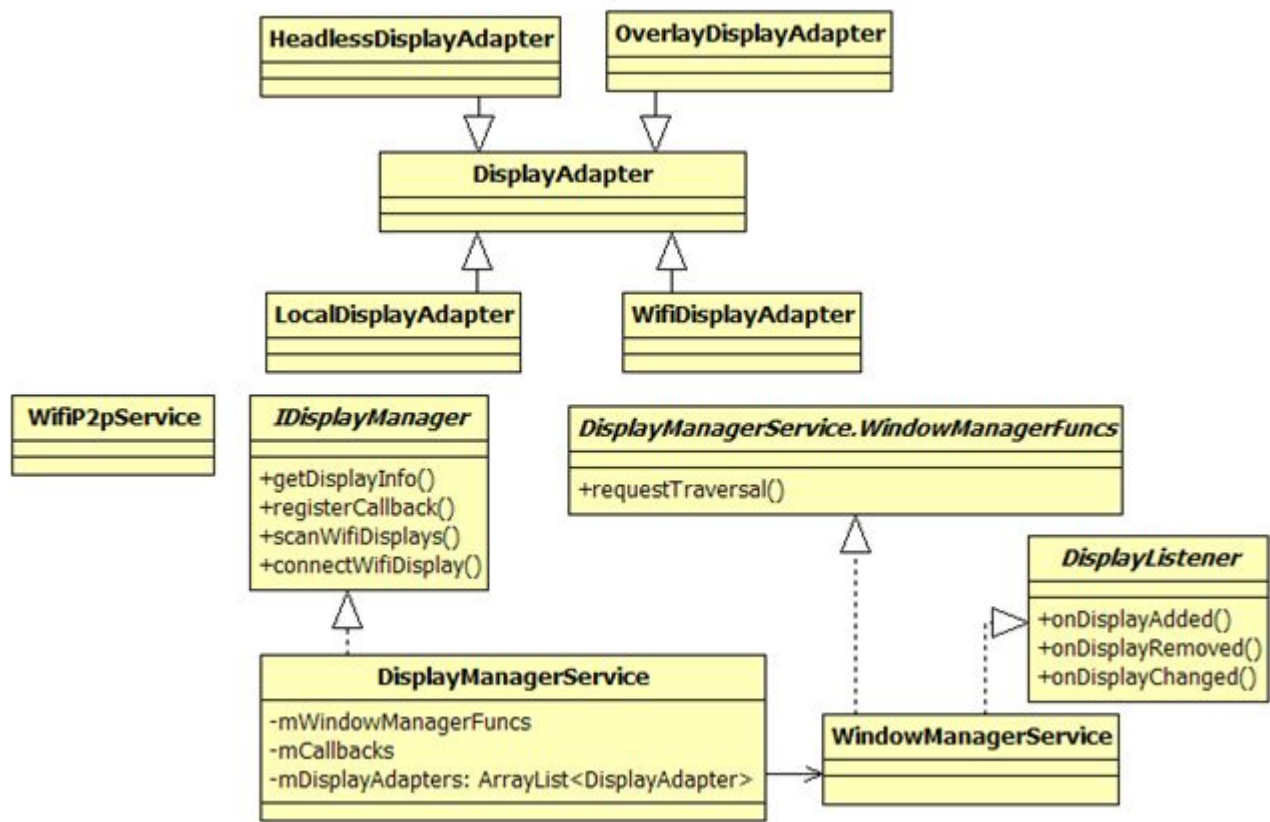 HeadlessDisplayAdapter
OverlayDisplayAdapter
DisplayAdapter
LocalDisplayAdapter
WifiDisplayAdapter
WifiP2pService
IDisplayManager
+getDisplayInfo()
+registerCallback()
+scanWifiDisplays()
+connectWifiDisplay()
DisplayManagerService.WindowManagerFuncs
+requestTraversal()
DisplayListener
+onDisplayAdded()
+onDisplayRemoved()
+onDisplayChanged()
DisplayManagerService
-mWindowManagerFuncs
-mCallbacks
-mDisplayAdapters: ArrayList<DisplayAdapter>
WindowManagerService